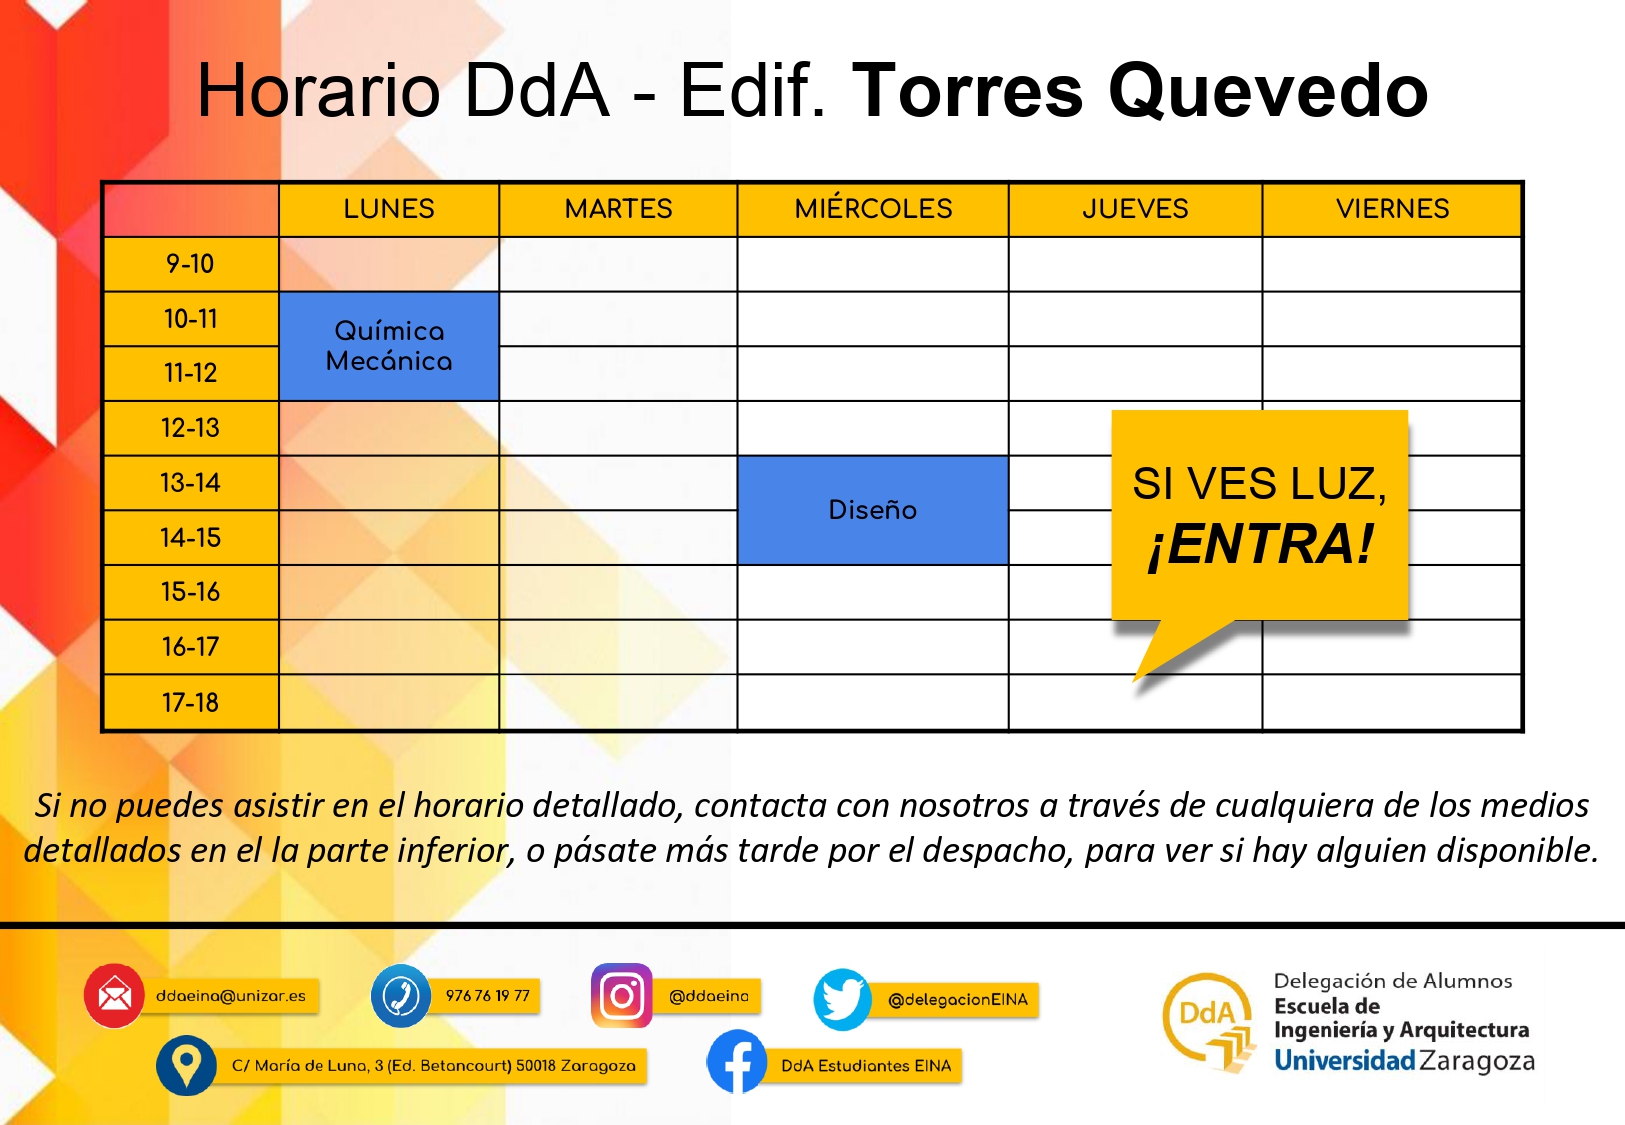 Horario DdA - Edif. Torres Quevedo
LUNES MARTES MIÉRCOLES JUEVES VIERNES
9-10
10-11
11-12
Química
Mecánica
12-13
13-14
14-15
Diseño
15-16
16-17
17-18
SI VES LUZ,
¡ENTRA!
Si no puedes asistir en el horario detallado, contacta con nosotros a través de cualquiera de los medios
detallados en el la parte inferior, o pásate más tarde por el despacho, para ver si hay alguien disponible.
ddaeina@unizar.es
976 76 19 77
@ddaeina
@delegacionEINA
C/ María de Luna, 3 (Ed. Betancourt) 50018 Zaragoza
DdA Estudiantes EINA
DdA
Delegación de Alumnos
Escuela de
Ingeniería y Arquitectura
Universidad Zaragoza